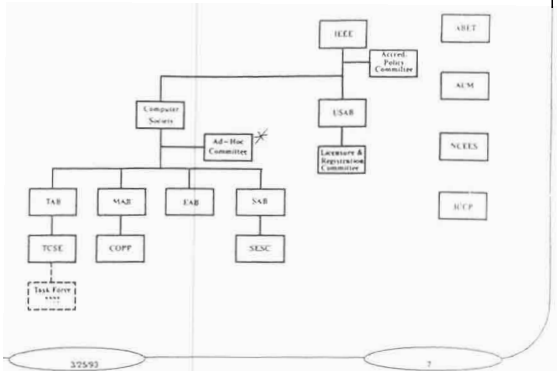 IEEE
ABET
Accred.
Policy
Committee
ACM
Computer
Society
USAB
Ad-Hoc
Committee
NCEES
Licensure &
Registration
Committee
TAB
MAB
EAB
SAB
ICCP
TCSE
COPP
SESC
Task Force
****
3/25/93
7